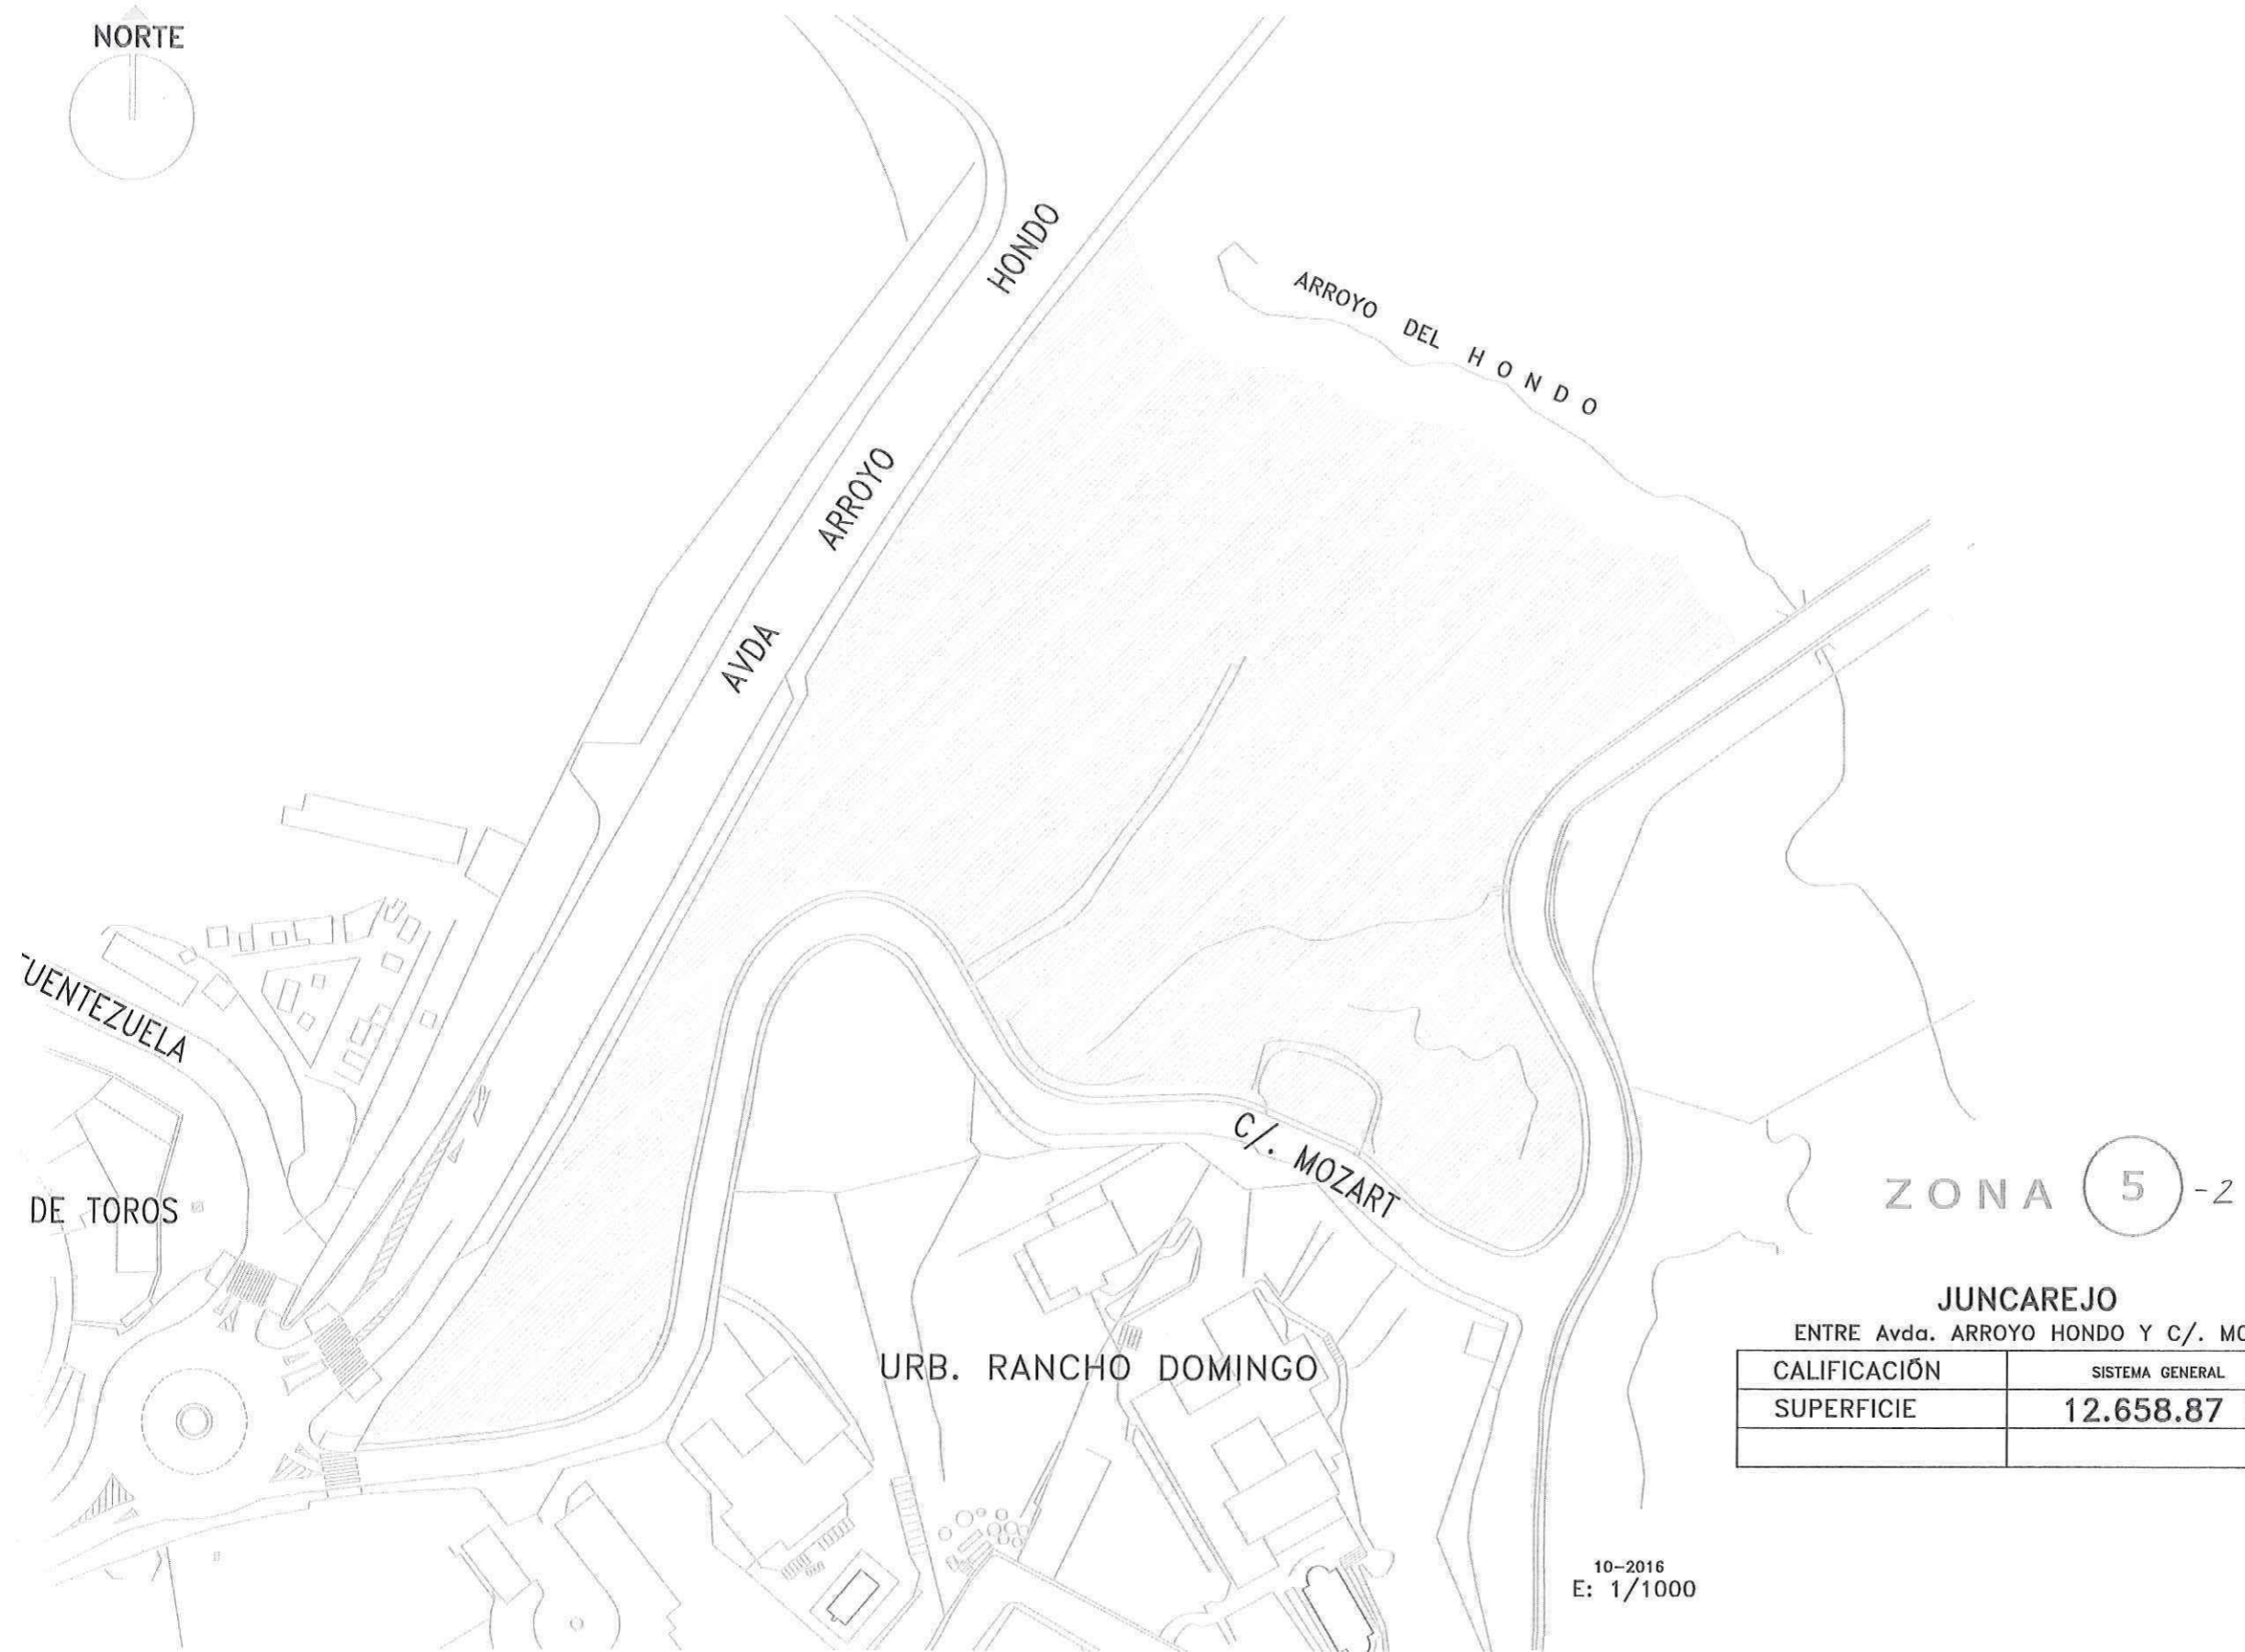 NORTE
HONDO
ARROYO
AVDA
ARROYO DEL HONDO
UENTEZUELA
DE TOROS
C/. MOZART
URB. RANCHO DOMINGO
ZONA 5 -2
JUNCAREJO
ENTRE Avda. ARROYO HONDO Y C/. MO
CALIFICACIÓN SISTEMA GENERAL
SUPERFICIE 12.658.87
10-2016
E: 1/1000